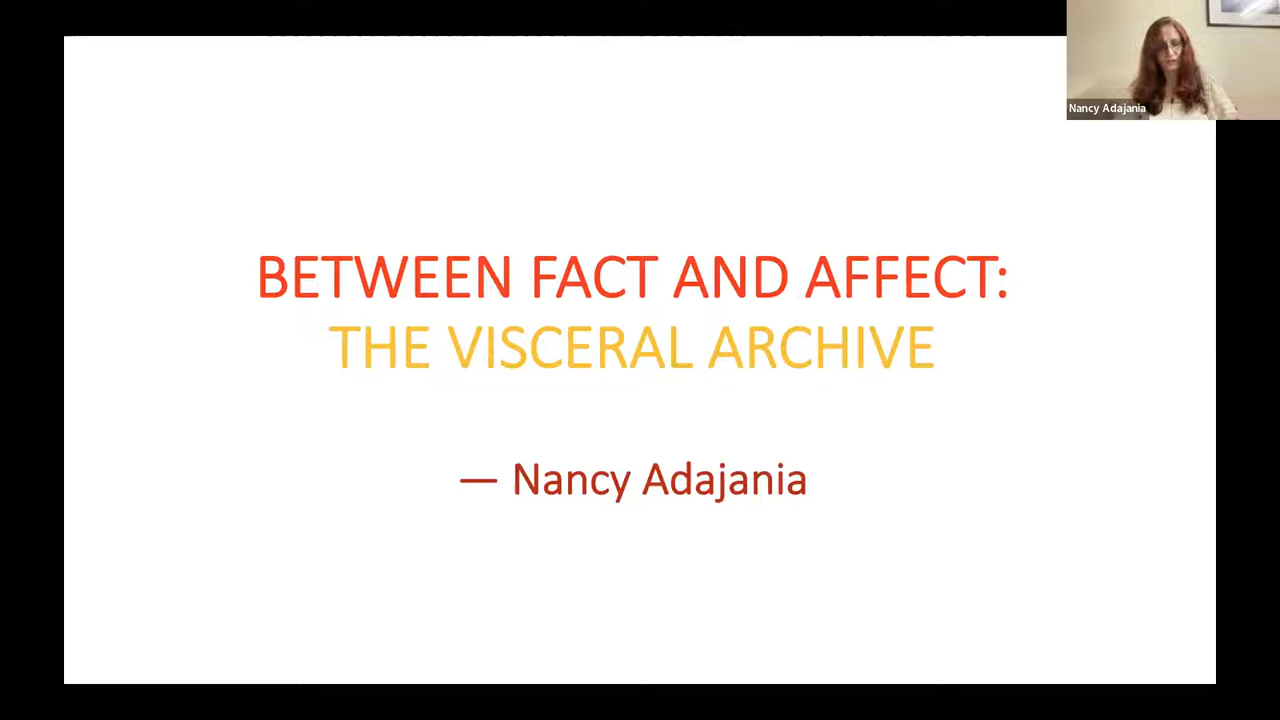 Nancy Adajania
BETWEEN FACT AND AFFECT:
THE VISCERAL ARCHIVE
— Nancy Adajania